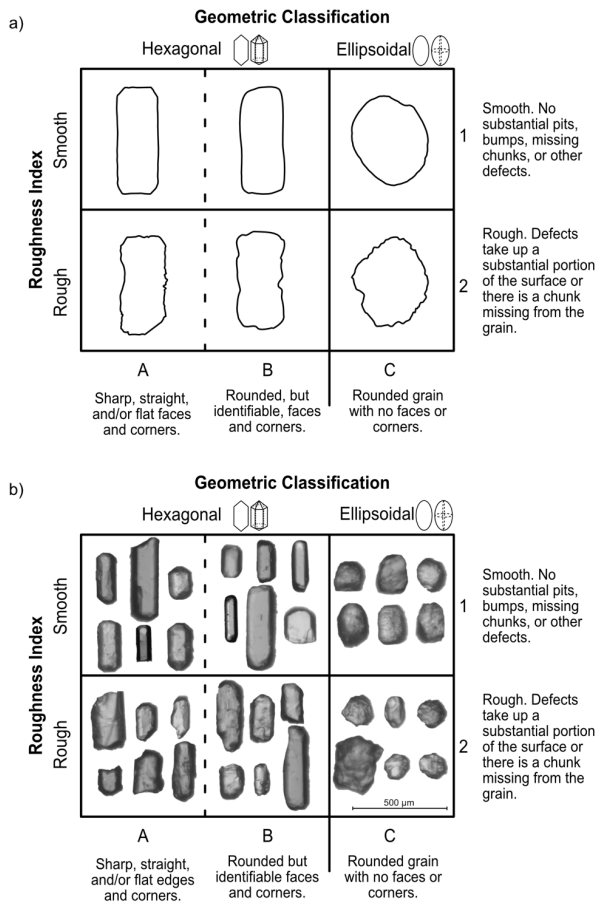 a)
Geometric Classification
Hexagonal
Ellipsoidal
Roughness Index
Smooth
Rough
1
Smooth. No
substantial pits,
bumps, missing
chunks, or other
defects.
2
Rough. Defects
take up a
substantial portion
of the surface or
there is a chunk
missing from the
grain.
A
B
C
Sharp, straight,
and/or flat faces
and corners.
Rounded, but
identifiable, faces
and corners.
Rounded grain
with no faces or
corners.
b)
Geometric Classification
Hexagonal
Ellipsoidal
Roughness Index
Smooth
Rough
1
Smooth. No
substantial pits,
bumps, missing
chunks, or other
defects.
2
Rough. Defects
take up a
substantial portion
of the surface or
there is a chunk
missing from the
grain.
500 µm
A
B
C
Sharp, straight,
and/or flat edges
and corners.
Rounded but
identifiable faces
and corners.
Rounded grain
with no faces or
corners.